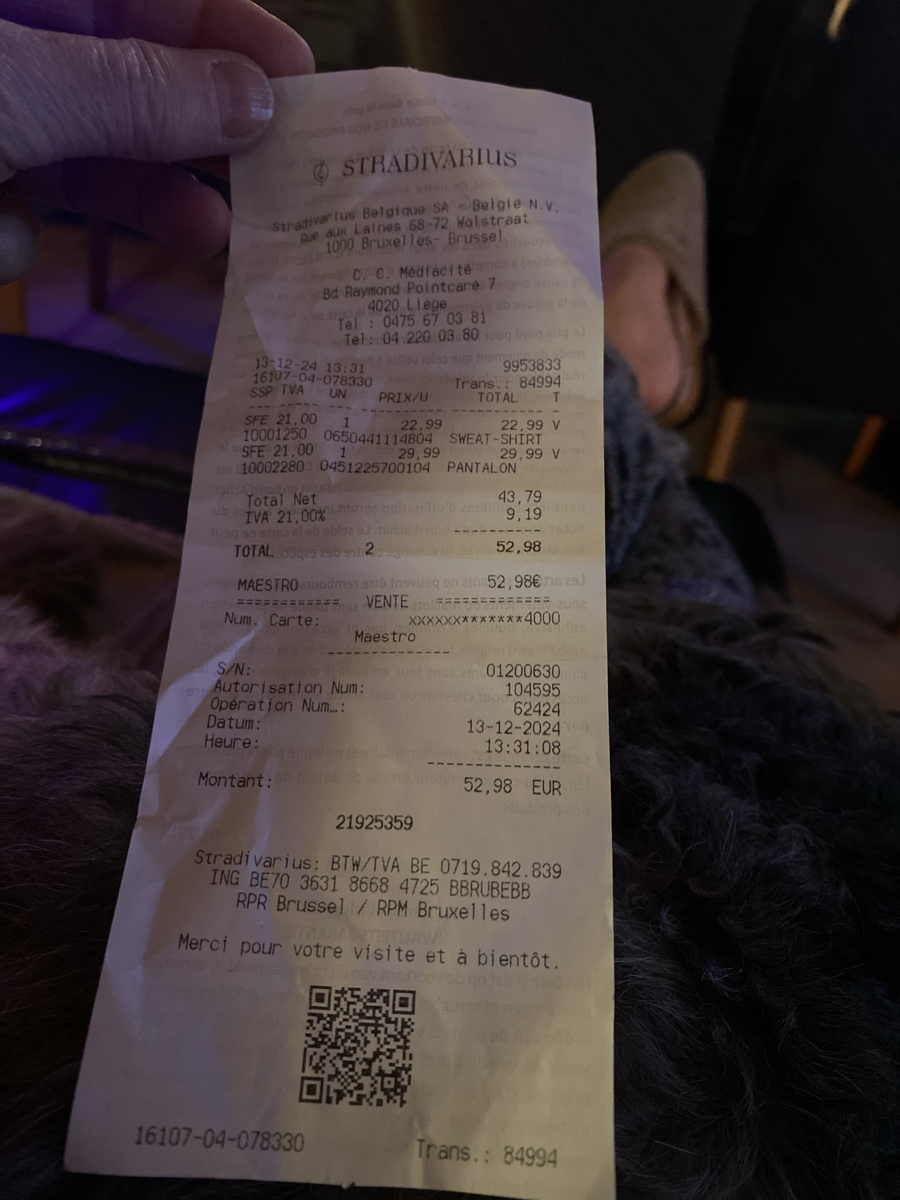 STRADIVARIUS
Stradivarius Belgique SA - België N.V.
Rue aux Laines 68-72 Wolstraat
1000 Bruxelles- Brussel
C. C. Médiacité
Bd Raymond Pointcaré 7
4020 Liège
Tel : 0475 67 03 81
Tel: 04 220 03.80
13-12-24 13:31 9953833
16107-04-078330 Trans.: 84994
SSP TVA UN PRIX/U TOTAL T
SFE 21,00 1 22,99 22,99 V
10001250 0650441114804 SWEAT-SHIRT
SFE 21,00 1 29,99 29,99 V
10002280 0451225700104 PANTALON
Total Net 43,79
IVA 21,00% 9,19
TOTAL 2 52,98
MAESTRO 52,98€
=========== VENTE ============
Num. Carte: xxxxxx*******4000
Maestro
S/N: 01200630
Autorisation Num: 104595
Opération Num…: 62424
Datum: 13-12-2024
Heure: 13:31:08
Montant: 52,98 EUR
21925359
Stradivarius: BTW/TVA BE 0719.842.839
ING BE70 3631 8668 4725 BBRUBEBB
RPR Brussel / RPM Bruxelles
Merci pour votre visite et à bientôt.
16107-04-078330 Trans.: 84994